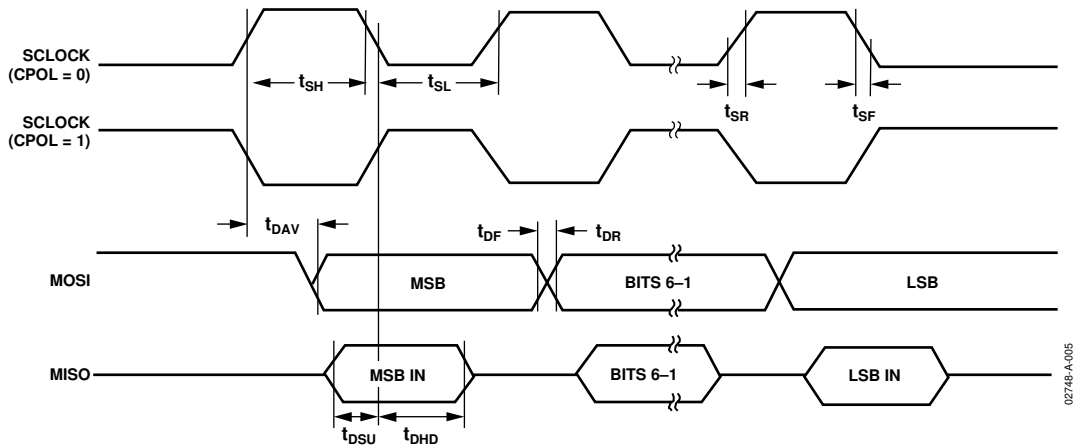 SCLOCK
(CPOL = 0)
tSH
tSL
tSR
tSF
SCLOCK
(CPOL = 1)
tDAV
tDF
tDR
MOSI
MSB
BITS 6–1
LSB
MISO
MSB IN
BITS 6–1
LSB IN
tDSU
tDHD
02748-A-005